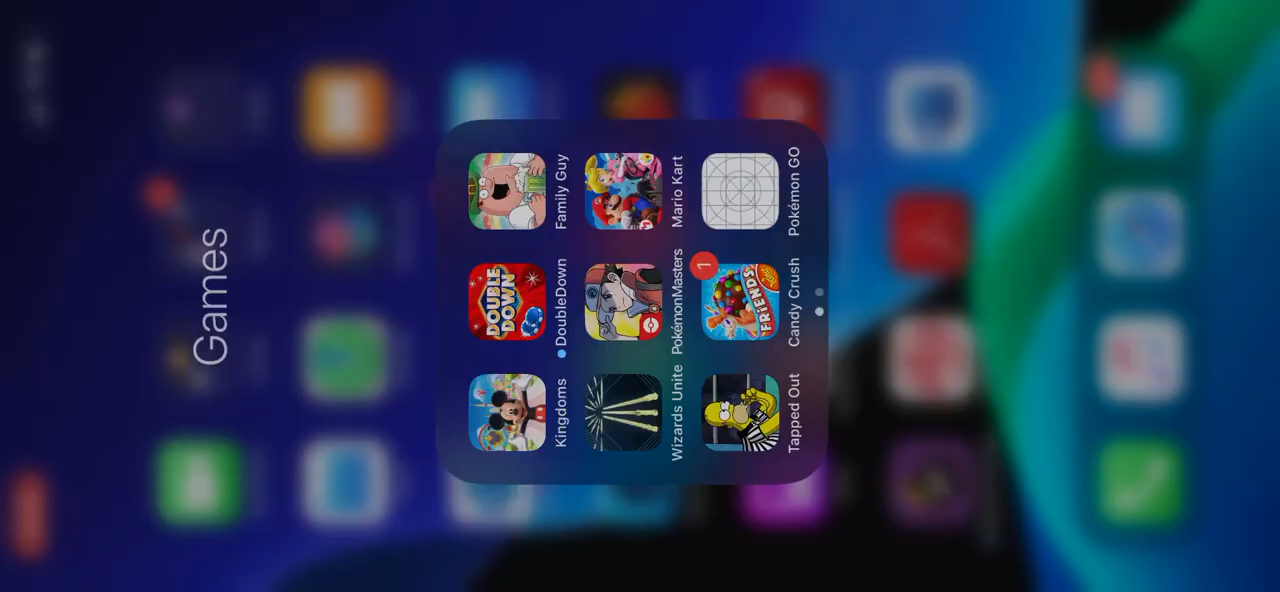 Games
DOUBLE
DOWN
Kingdoms
DoubleDown
Family Guy
Wizards Unite
PokémonMasters
Mario Kart
1
FRIENDS
Tapped Out
Candy Crush
Pokémon GO